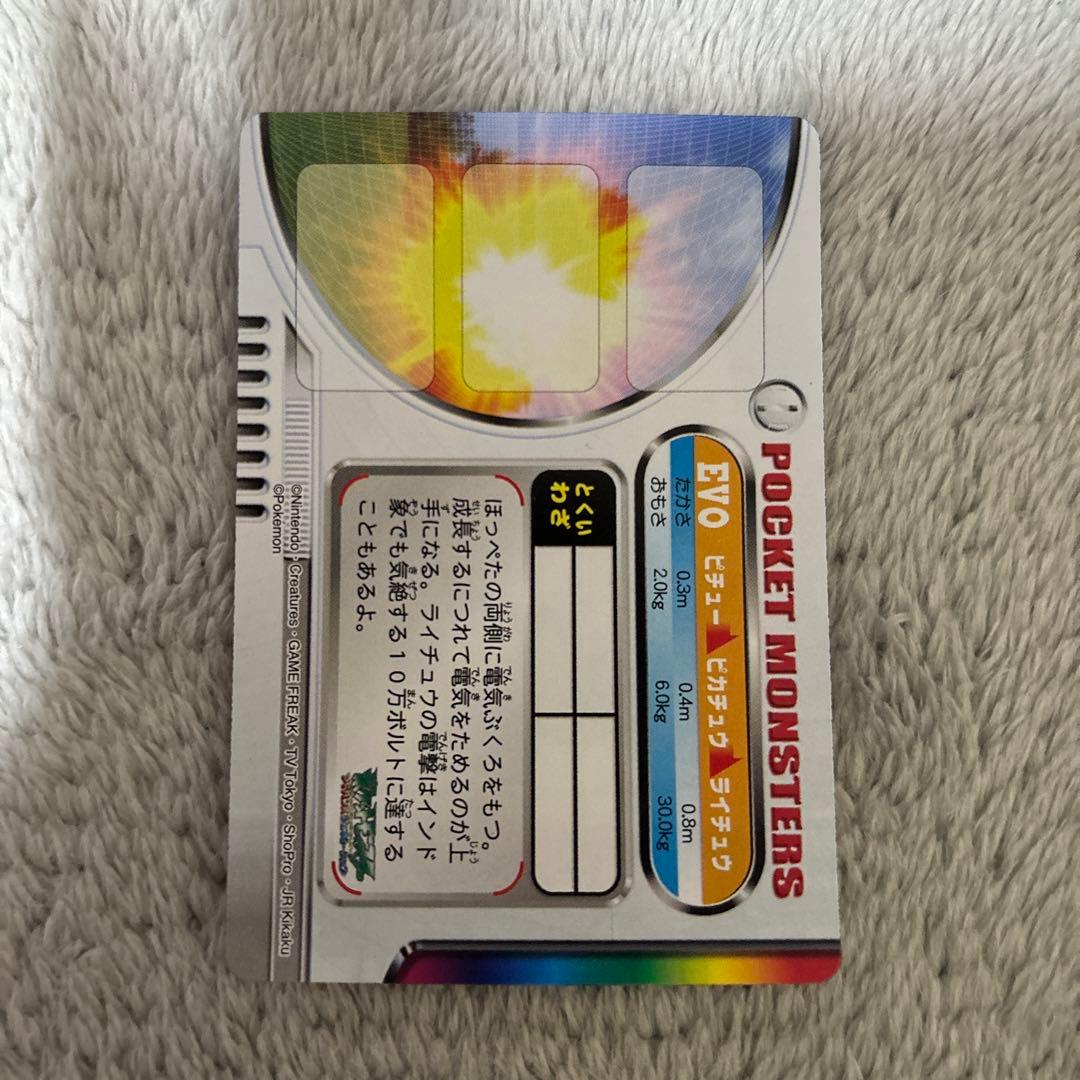 POCKET MONSTERS
EVO ピチュー ピカチュウ ライチュウ
たかさ 0.3m 0.4m 0.8m
おもさ 2.0kg 6.0kg 30.0kg
とくい
わざ
ほっぺたの両側に電気ぶくろをもつ。
成長するにつれて電気をためるのが上
手になる。ライチュウの電撃はインド
象でも気絶する10万ボルトに達する
こともあるよ。
©Nintendo・Creatures・GAME FREAK・TV Tokyo・ShoPro・JR Kikaku
©Pokemon